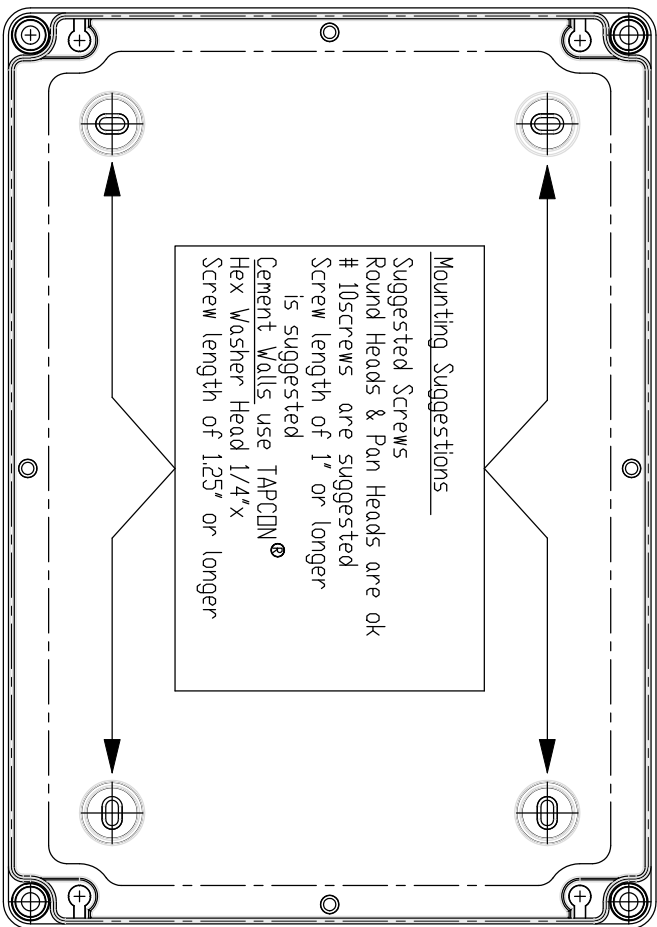 Mounting Suggestions
Suggested Screws
Round Heads & Pan Heads are ok
# 10screws are suggested
Screw length of 1" or longer
is suggested
Cement Walls use TAPCON®
Hex Washer Head 1/4"x
Screw length of 1.25" or longer